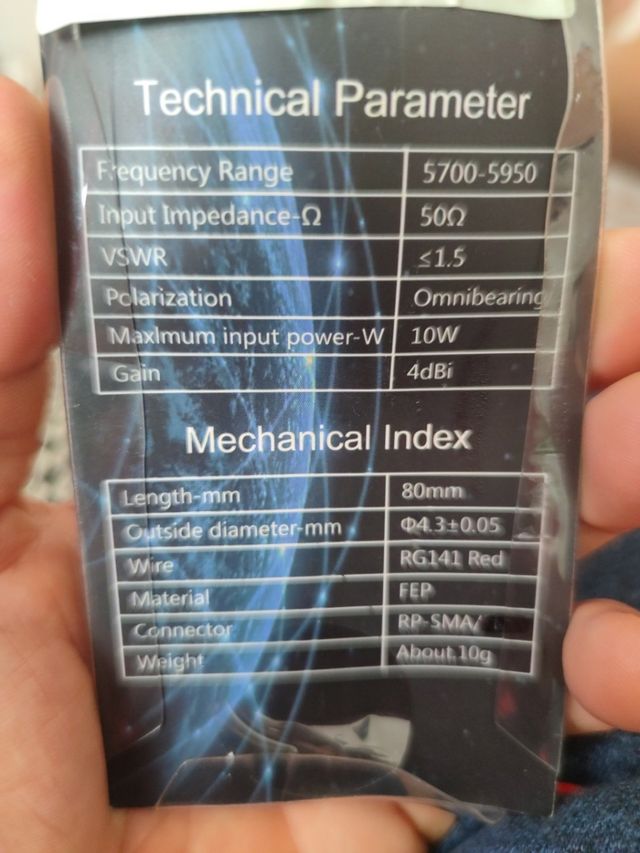 Technical Parameter
Frequency Range 5700-5950
Input Impedance-Ω 50Ω
VSWR ≤1.5
Polarization Omnibearing
MaxImum input power-W 10W
Gain 4dBi
Mechanical Index
Length-mm 80mm
Outside diameter-mm Φ4.3±0.05
Wire RG141 Red
Material FEP
Connector RP-SMA/
Weight About 10g